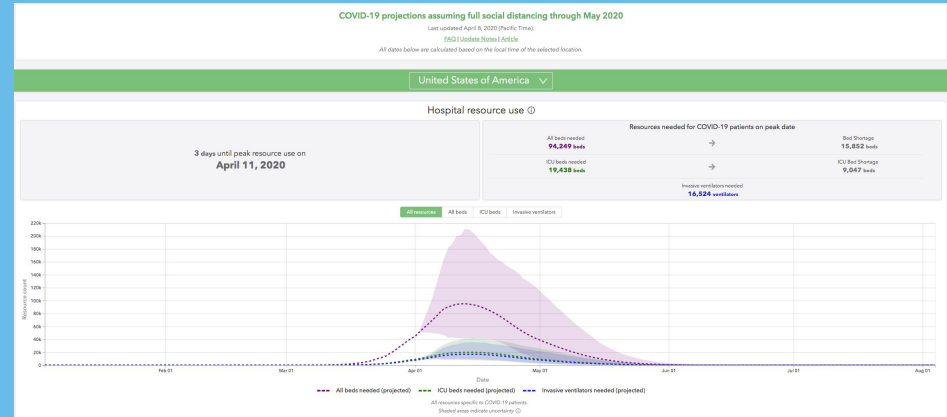 COVID-19 projections assuming full social distancing through May 2020
Last updated April 8, 2020 (Pacific Time).
FAQ | Update Notes | Article
All dates below are calculated based on the local time of the selected location.
United States of America
Hospital resource use
3 days until peak resource use on
April 11, 2020
Resources needed for COVID-19 patients on peak date
All beds needed
94,249 beds
Bed Shortage
15,852 beds
ICU beds needed
19,438 beds
ICU Bed Shortage
9,047 beds
Invasive ventilators needed
16,524 ventilators
All resources All beds ICU beds Invasive ventilators
Resource count
220k
200k
180k
160k
140k
120k
100k
80k
60k
40k
20k
0
Feb 01 Mar 01 Apr 01 May 01 Jun 01 Jul 01 Aug 01
Date
All beds needed (projected) ICU beds needed (projected) Invasive ventilators needed (projected)
All resources specific to COVID-19 patients.
Shaded areas indicate uncertainty